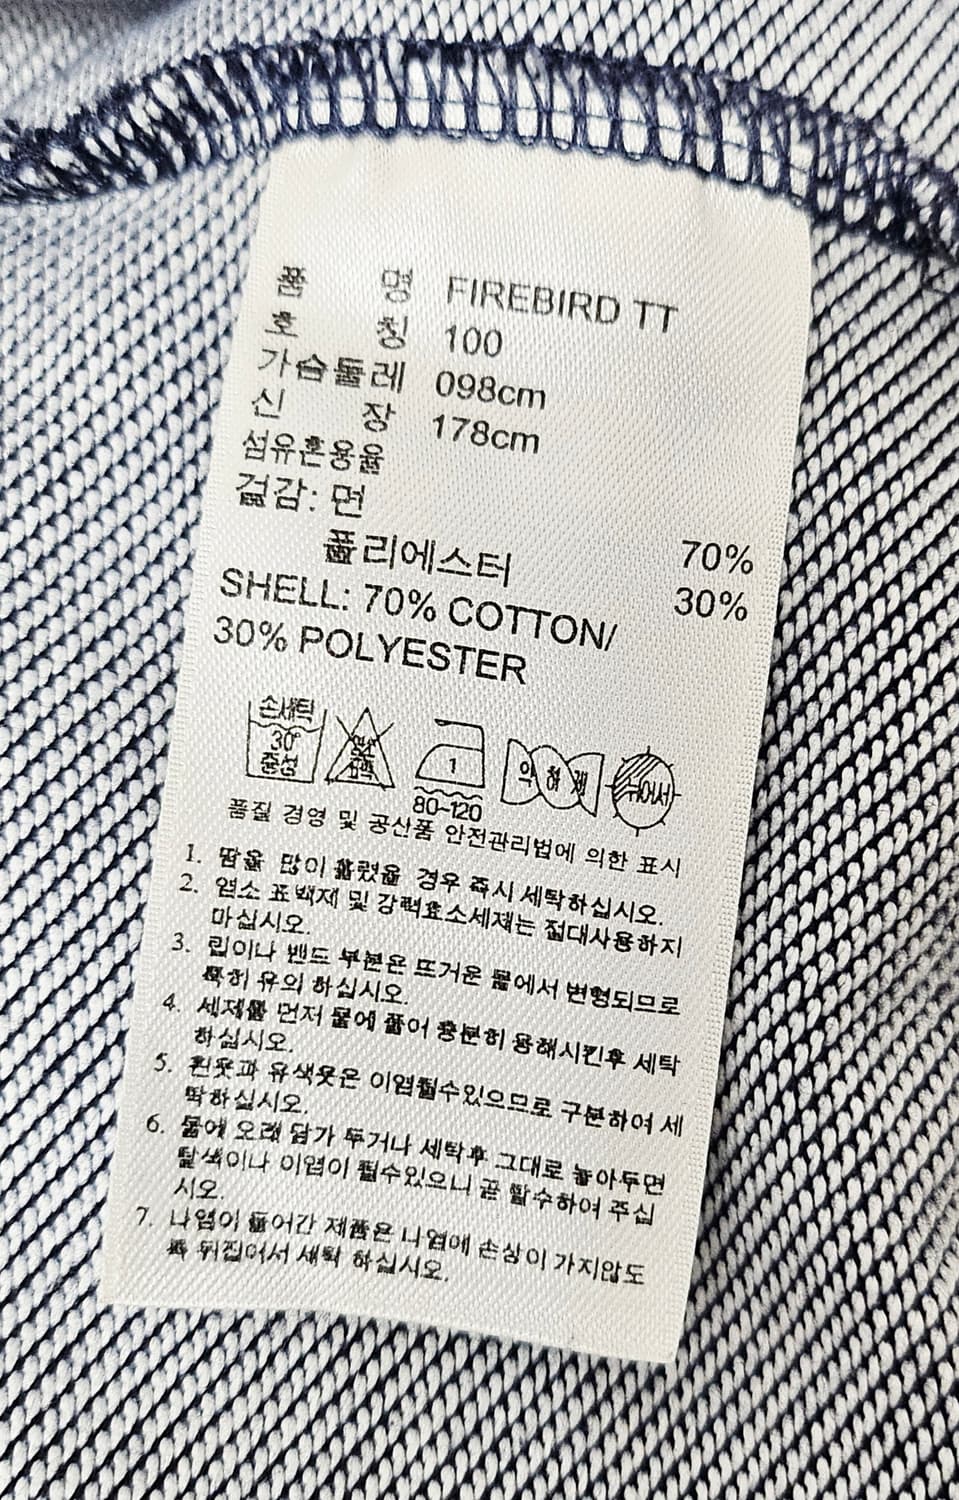 품 명 FIREBIRD TT
호 칭 100
가슴둘레 098cm
신 장 178cm
섬유혼용율
겉감: 면 70%
폴리에스터 30%
SHELL: 70% COTTON/
30% POLYESTER
손세탁 30° 중성
염소 표백
1 80~120
약하게
뉘어서
품질 경영 및 공산품 안전관리법에 의한 표시
1. 땀을 많이 흘렸을 경우 즉시 세탁하십시오.
2. 염소 표백제 및 강력효소세재는 절대사용하지
마십시오.
3. 립이나 밴드 부분은 뜨거운 물에서 변형되므로
특히 유의 하십시오.
4. 세제를 먼저 물에 풀어 충분히 용해시킨후 세탁
하십시오.
5. 흰옷과 유색옷은 이염될수있으므로 구분하여 세
탁하십시오.
6. 물에 오래 담가 두거나 세탁후 그대로 놓아두면
탈색이나 이염이 될수있으니 곧 탈수하여 주십
시오.
7. 나염이 들어간 제품은 나염에 손상이 가지않도
록 뒤집어서 세탁 하십시오.